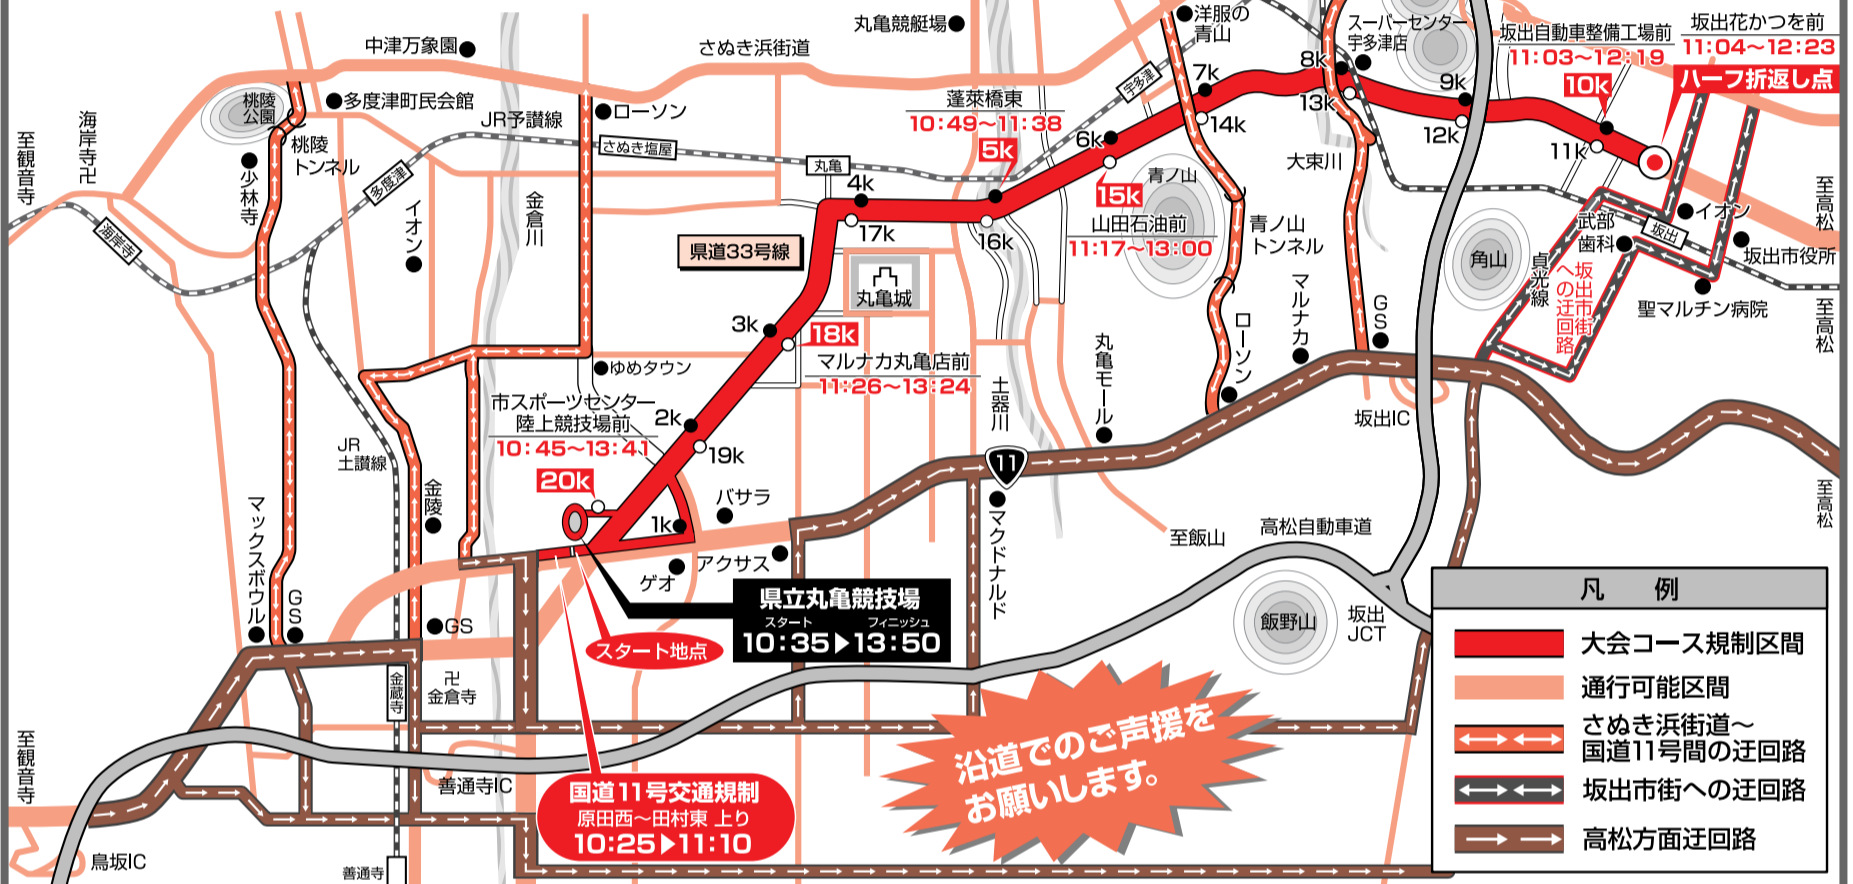 丸亀競艇場
洋服の
青山
スーパーセンター
宇多津店
坂出自動車整備工場前
11:03～12:19
坂出花かつを前
11:04～12:23
ハーフ折返し点
中津万象園
さぬき浜街道
桃陵
公園
多度津町民会館
JR予讃線
ローソン
さぬき塩屋
丸亀
宇多津
蓬萊橋東
10:49～11:38
5k
6k
7k
8k
9k
10k
11k
12k
13k
14k
15k
16k
17k
4k
至観音寺
海岸寺卍
海岸寺
少林寺
桃陵
トンネル
多度津
イオン
金倉川
県道33号線
丸亀城
青ノ山
山田石油前
11:17～13:00
青ノ山
トンネル
大束川
マルナカ
GS
角山
貞光線
坂出市街
への迂回路
武部
歯科
イオン
坂出
坂出市役所
聖マルチン病院
至高松
至高松
至高松
3k
18k
マルナカ丸亀店前
11:26～13:24
ゆめタウン
市スポーツセンター
陸上競技場前
10:45～13:41
2k
19k
20k
1k
バサラ
アクサス
ゲオ
土器川
丸亀モール
ローソン
坂出IC
11
マクドナルド
至飯山
高松自動車道
飯野山
坂出
JCT
JR
土讃線
金陵
マックスボウル
GS
GS
金蔵寺
卍
金倉寺
県立丸亀競技場
スタート フィニッシュ
10:35▶13:50
スタート地点
至観音寺
善通寺IC
鳥坂IC
善通寺
国道11号交通規制
原田西～田村東 上り
10:25▶11:10
沿道でのご声援を
お願いします。
凡 例
大会コース規制区間
通行可能区間
さぬき浜街道～
国道11号間の迂回路
坂出市街への迂回路
高松方面迂回路